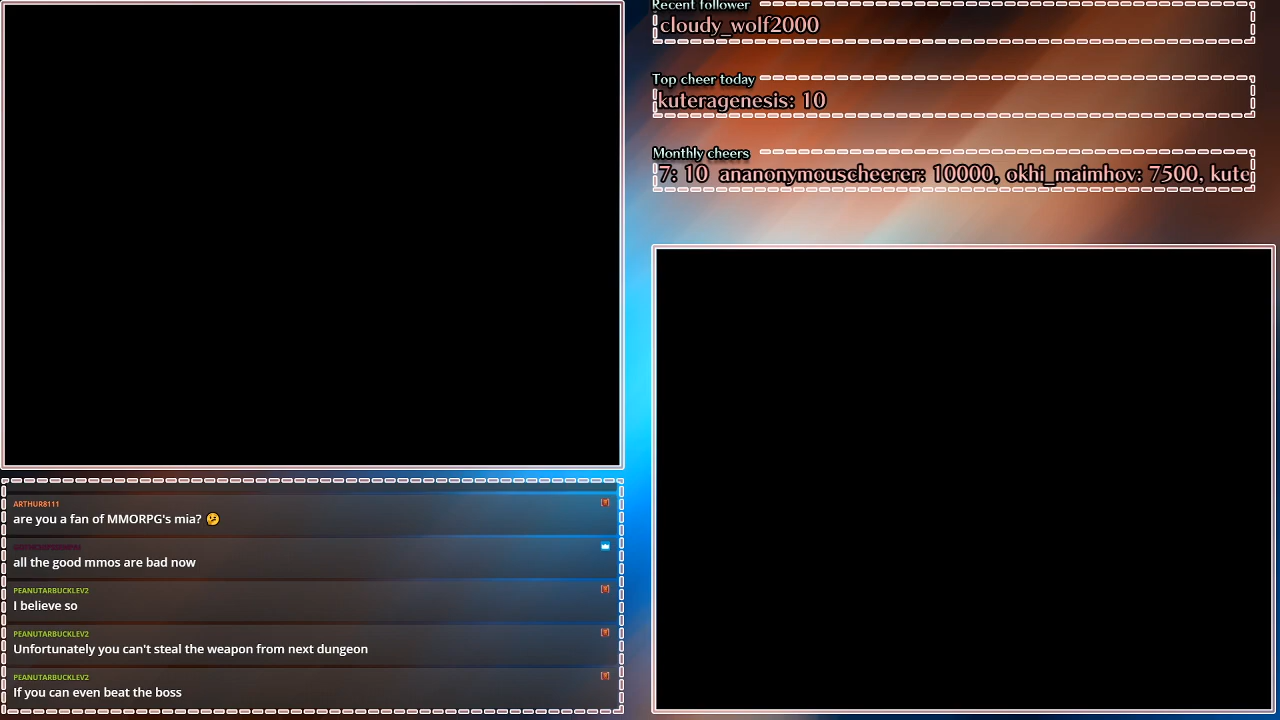 Recent follower
cloudy_wolf2000
Top cheer today
kuteragenesis: 10
Monthly cheers
7: 10  ananonymouscheerer: 10000, okhi_maimhov: 7500, kute
ARTHUR8111
are you a fan of MMORPG's mia? 🤔
all the good mmos are bad now
PEANUTARBUCKLEV2
I believe so
PEANUTARBUCKLEV2
Unfortunately you can't steal the weapon from next dungeon
PEANUTARBUCKLEV2
If you can even beat the boss